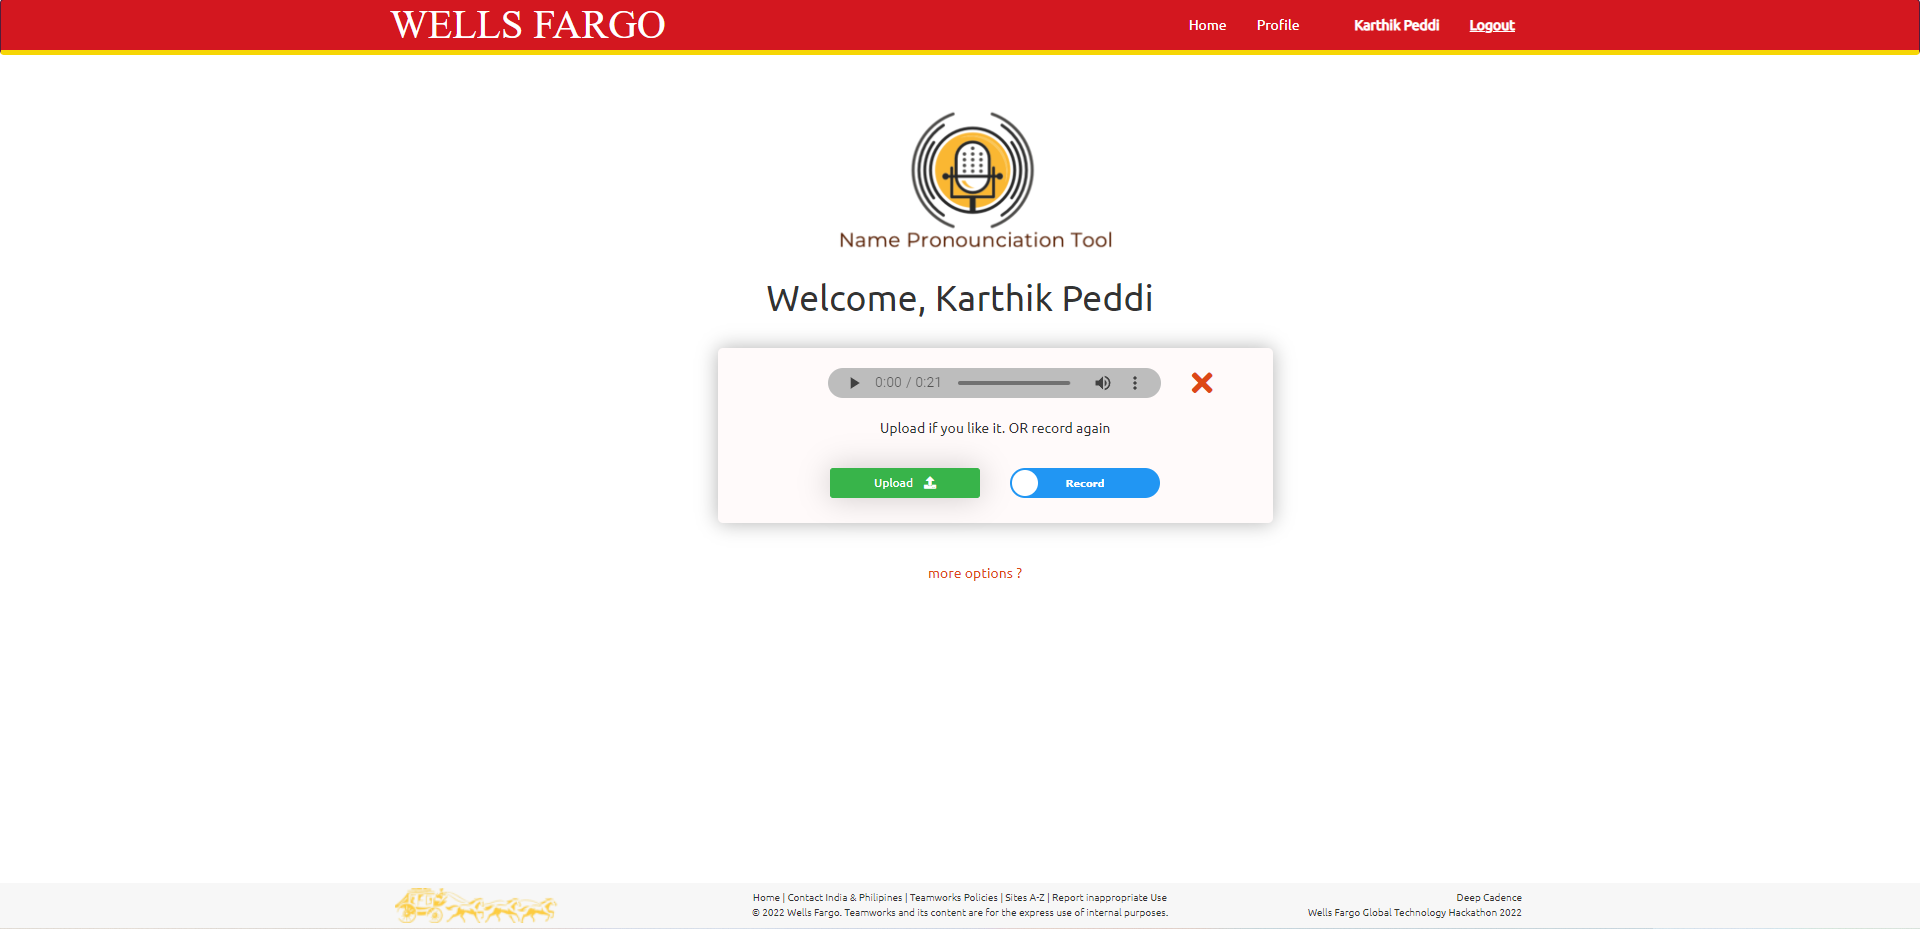 WELLS FARGO
Home Profile Karthik Peddi Logout
Name Pronounciation Tool
Welcome, Karthik Peddi
0:00 / 0:21
Upload if you like it. OR record again
Upload Record
more options ?
Home | Contact India & Philipines | Teamworks Policies | Sites A-Z | Report inappropriate Use
© 2022 Wells Fargo. Teamworks and its content are for the express use of internal purposes.
Deep Cadence
Wells Fargo Global Technology Hackathon 2022